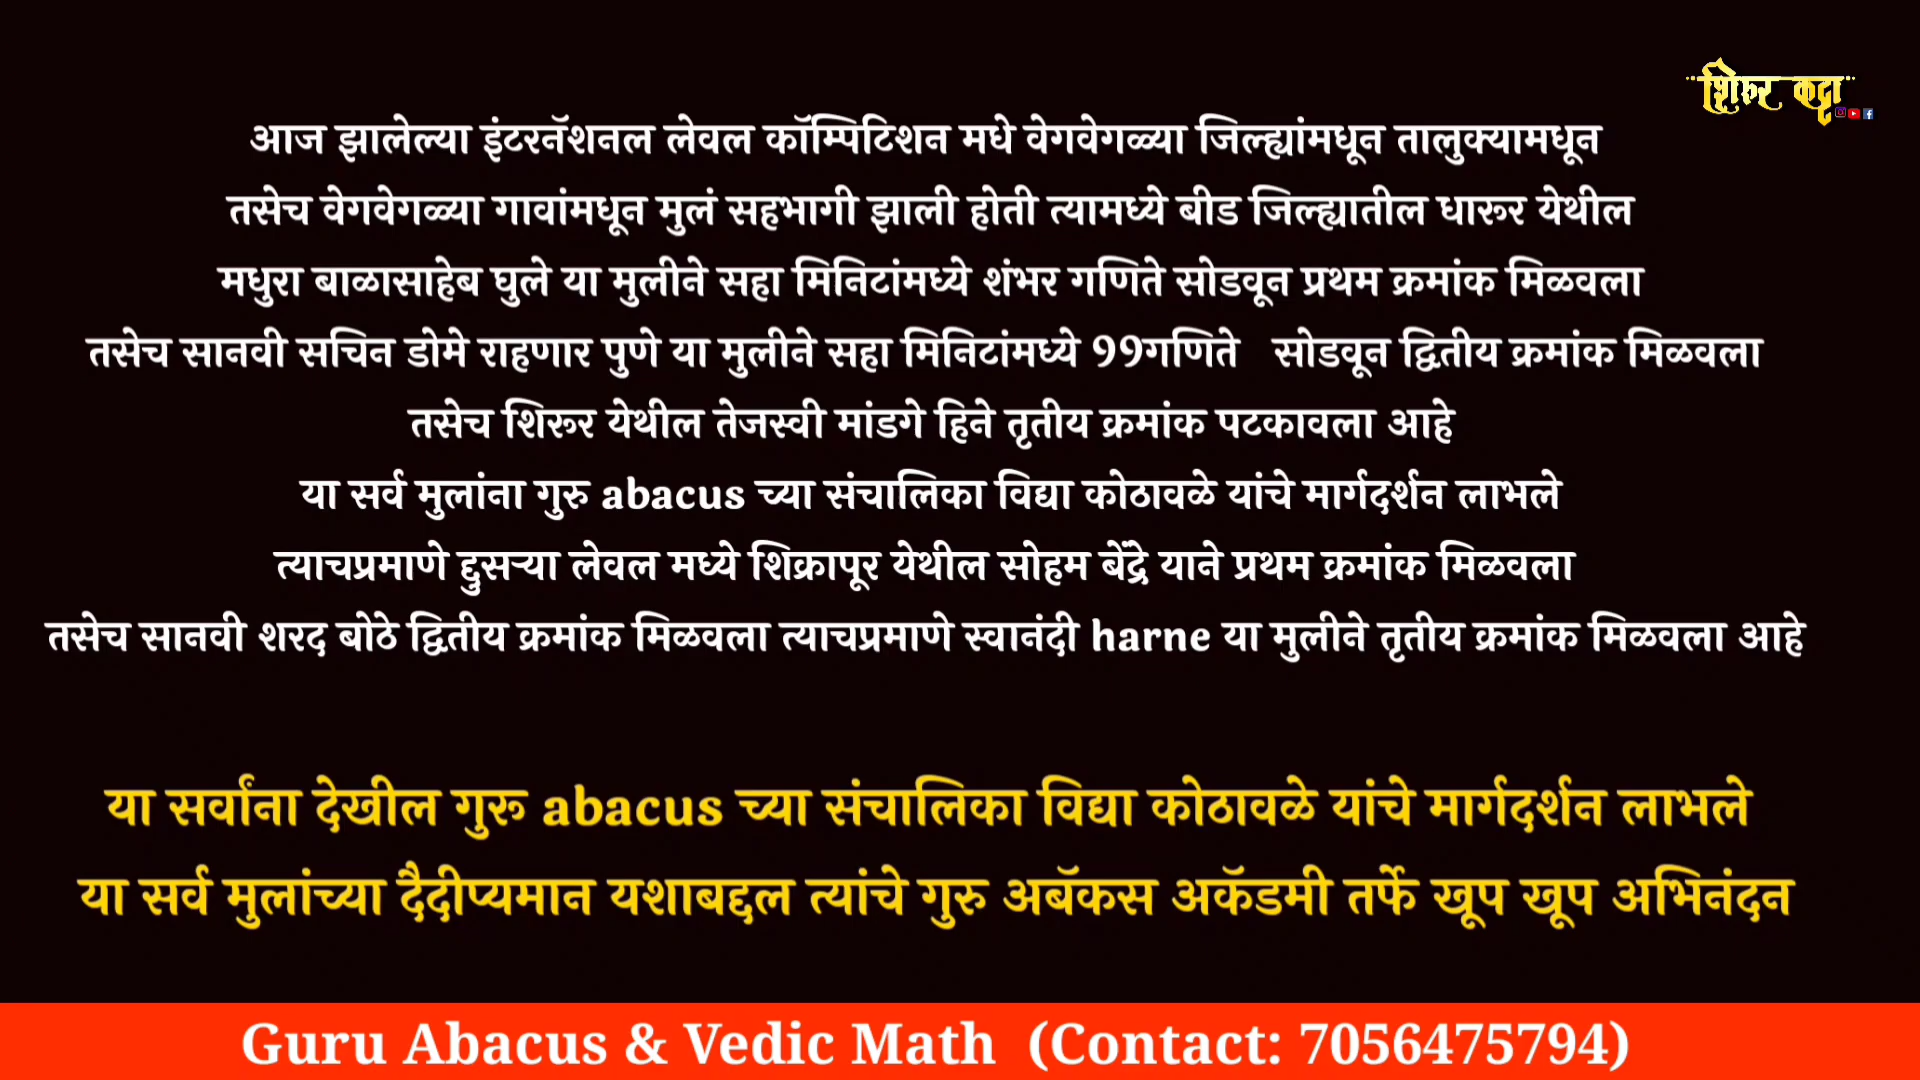 शिरूर कट्टा
आज झालेल्या इंटरनॅशनल लेवल कॉम्पिटिशन मधे वेगवेगळ्या जिल्ह्यांमधून तालुक्यामधून
तसेच वेगवेगळ्या गावांमधून मुलं सहभागी झाली होती त्यामध्ये बीड जिल्ह्यातील धारूर येथील
मधुरा बाळासाहेब घुले या मुलीने सहा मिनिटांमध्ये शंभर गणिते सोडवून प्रथम क्रमांक मिळवला
तसेच सानवी सचिन डोमे राहणार पुणे या मुलीने सहा मिनिटांमध्ये 99गणिते   सोडवून द्वितीय क्रमांक मिळवला
तसेच शिरूर येथील तेजस्वी मांडगे हिने तृतीय क्रमांक पटकावला आहे
या सर्व मुलांना गुरु abacus च्या संचालिका विद्या कोठावळे यांचे मार्गदर्शन लाभले
त्याचप्रमाणे द्दुसऱ्या लेवल मध्ये शिक्रापूर येथील सोहम बेंद्रे याने प्रथम क्रमांक मिळवला
तसेच सानवी शरद बोठे द्वितीय क्रमांक मिळवला त्याचप्रमाणे स्वानंदी harne या मुलीने तृतीय क्रमांक मिळवला आहे
या सर्वांना देखील गुरू abacus च्या संचालिका विद्या कोठावळे यांचे मार्गदर्शन लाभले
या सर्व मुलांच्या दैदीप्यमान यशाबद्दल त्यांचे गुरु अबॅकस अकॅडमी तर्फे खूप खूप अभिनंदन
Guru Abacus & Vedic Math  (Contact: 7056475794)